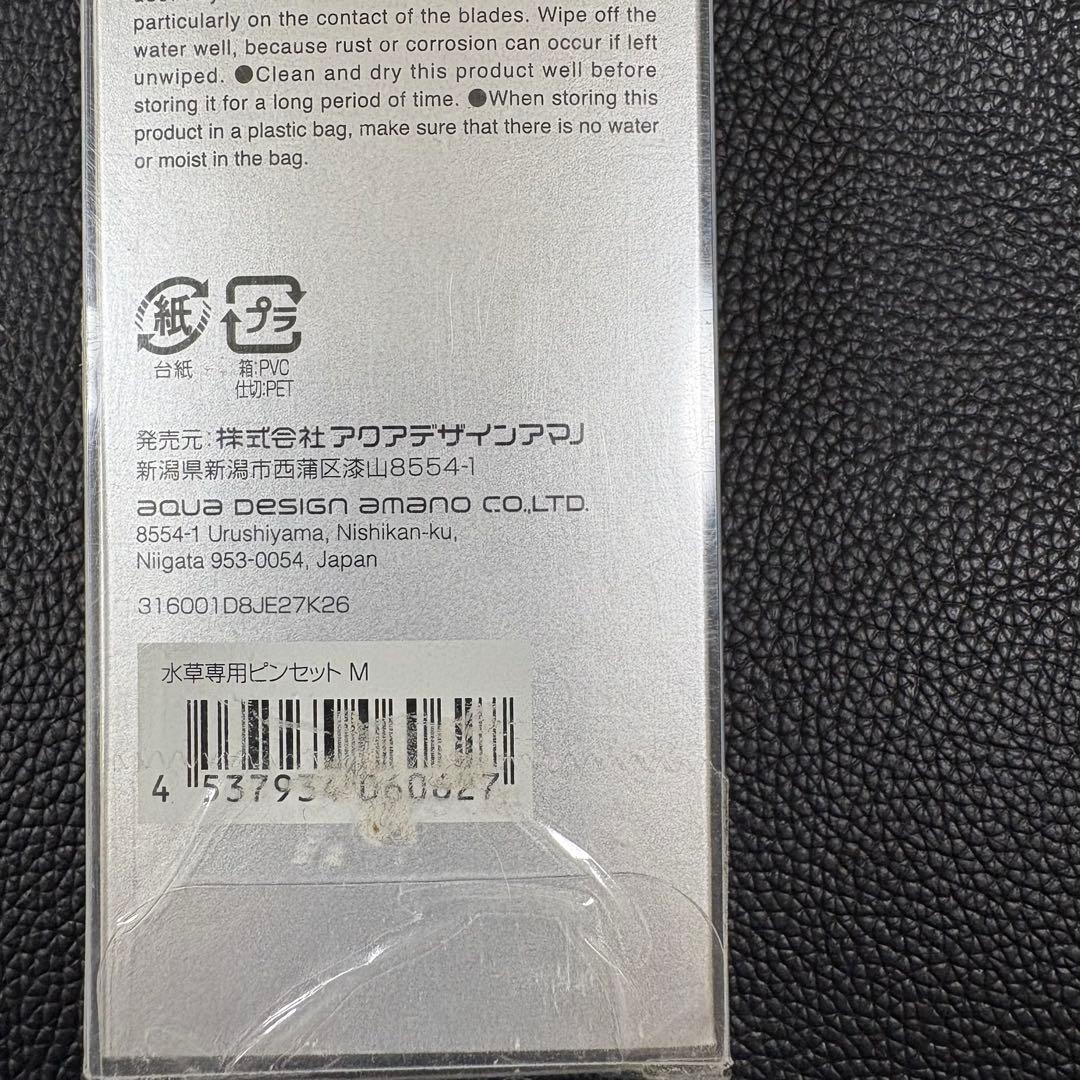 particularly on the contact of the blades. Wipe off the
water well, because rust or corrosion can occur if left
unwiped. ●Clean and dry this product well before
storing it for a long period of time. ●When storing this
product in a plastic bag, make sure that there is no water
or moist in the bag.
紙 プラ
台紙 箱:PVC
仕切:PET
発売元:株式会社アクアデザインアマノ
新潟県新潟市西蒲区漆山8554-1
AQUA DESIGN AMANO CO.,LTD.
8554-1 Urushiyama, Nishikan-ku,
Niigata 953-0054, Japan
316001D8JE27K26
水草専用ピンセット M
4 537934 060627